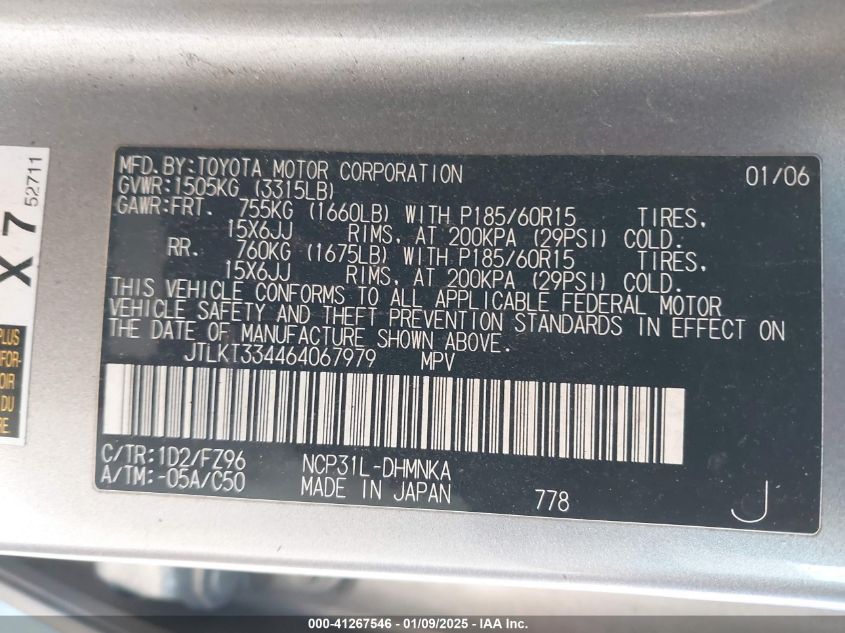 MFD. BY: TOYOTA MOTOR CORPORATION 01/06
GVWR: 1505KG (3315LB)
GAWR: FRT. 755KG (1660LB) WITH P185/60R15 TIRES,
15X6JJ RIMS, AT 200KPA (29PSI) COLD.
RR. 760KG (1675LB) WITH P185/60R15 TIRES,
15X6JJ RIMS, AT 200KPA (29PSI) COLD.
THIS VEHICLE CONFORMS TO ALL APPLICABLE FEDERAL MOTOR
VEHICLE SAFETY AND THEFT PREVENTION STANDARDS IN EFFECT ON
THE DATE OF MANUFACTURE SHOWN ABOVE.
JTLKT334464067979 MPV
C/TR: 1D2/FZ96 NCP31L-DHMNKA
A/TM: -05A/C50 MADE IN JAPAN 778 J
X 7
52711
PLUS
DU
000-41267546 - 01/09/2025 - IAA Inc.